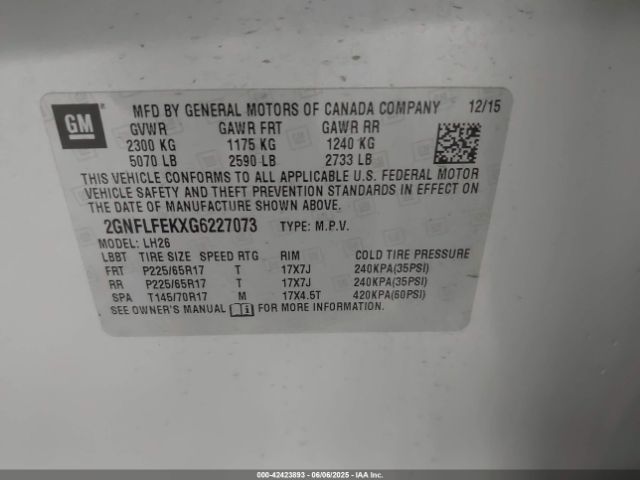 GM
MFD BY GENERAL MOTORS OF CANADA COMPANY 12/15
GVWR GAWR FRT GAWR RR
2300 KG 1175 KG 1240 KG
5070 LB 2590 LB 2733 LB
THIS VEHICLE CONFORMS TO ALL APPLICABLE U.S. FEDERAL MOTOR
VEHICLE SAFETY AND THEFT PREVENTION STANDARDS IN EFFECT ON
THE DATE OF MANUFACTURE SHOWN ABOVE.
2GNFLFEKXG6227073 TYPE: M.P.V.
MODEL: LH26
LBBT TIRE SIZE SPEED RTG RIM COLD TIRE PRESSURE
FRT P225/65R17 T 17X7J 240KPA(35PSI)
RR P225/65R17 T 17X7J 240KPA(35PSI)
SPA T145/70R17 M 17X4.5T 420KPA(60PSI)
SEE OWNER'S MANUAL FOR MORE INFORMATION.
000-42423893 - 06/06/2025 - IAA Inc.